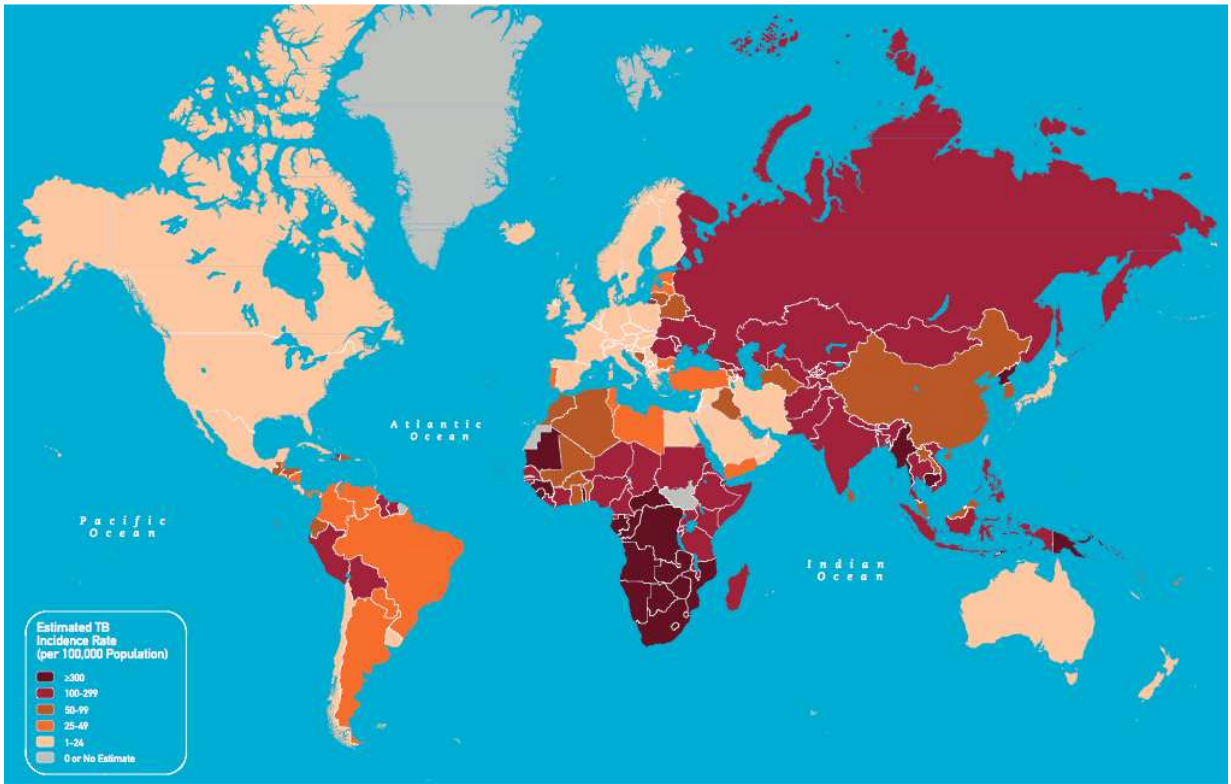 Atlantic
Ocean
Pacific
Ocean
Indian
Ocean
Estimated TB
Incidence Rate
(per 100,000 Population)
≥300
100-299
50-99
25-49
1-24
0 or No Estimate